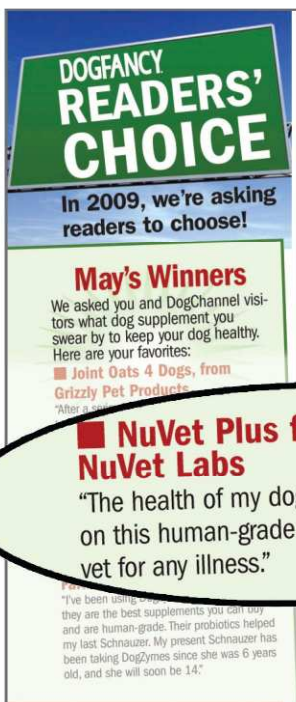 DOGFANCY
READERS'
CHOICE
In 2009, we're asking
readers to choose!
May's Winners
We asked you and DogChannel visi-
tors what dog supplement you
swear by to keep your dog healthy.
Here are your favorites:
Joint Oats 4 Dogs, from
Grizzly Pet Products
"After a
NuVet Plus
NuVet Labs
"The health of my
on this human-grade
vet for any illness."
"I've been using
they are the best supplements you can buy
and are human-grade. Their probiotics helped
my last Schnauzer. My present Schnauzer has
been taking DogZymes since she was 6 years
old, and she will soon be 14."